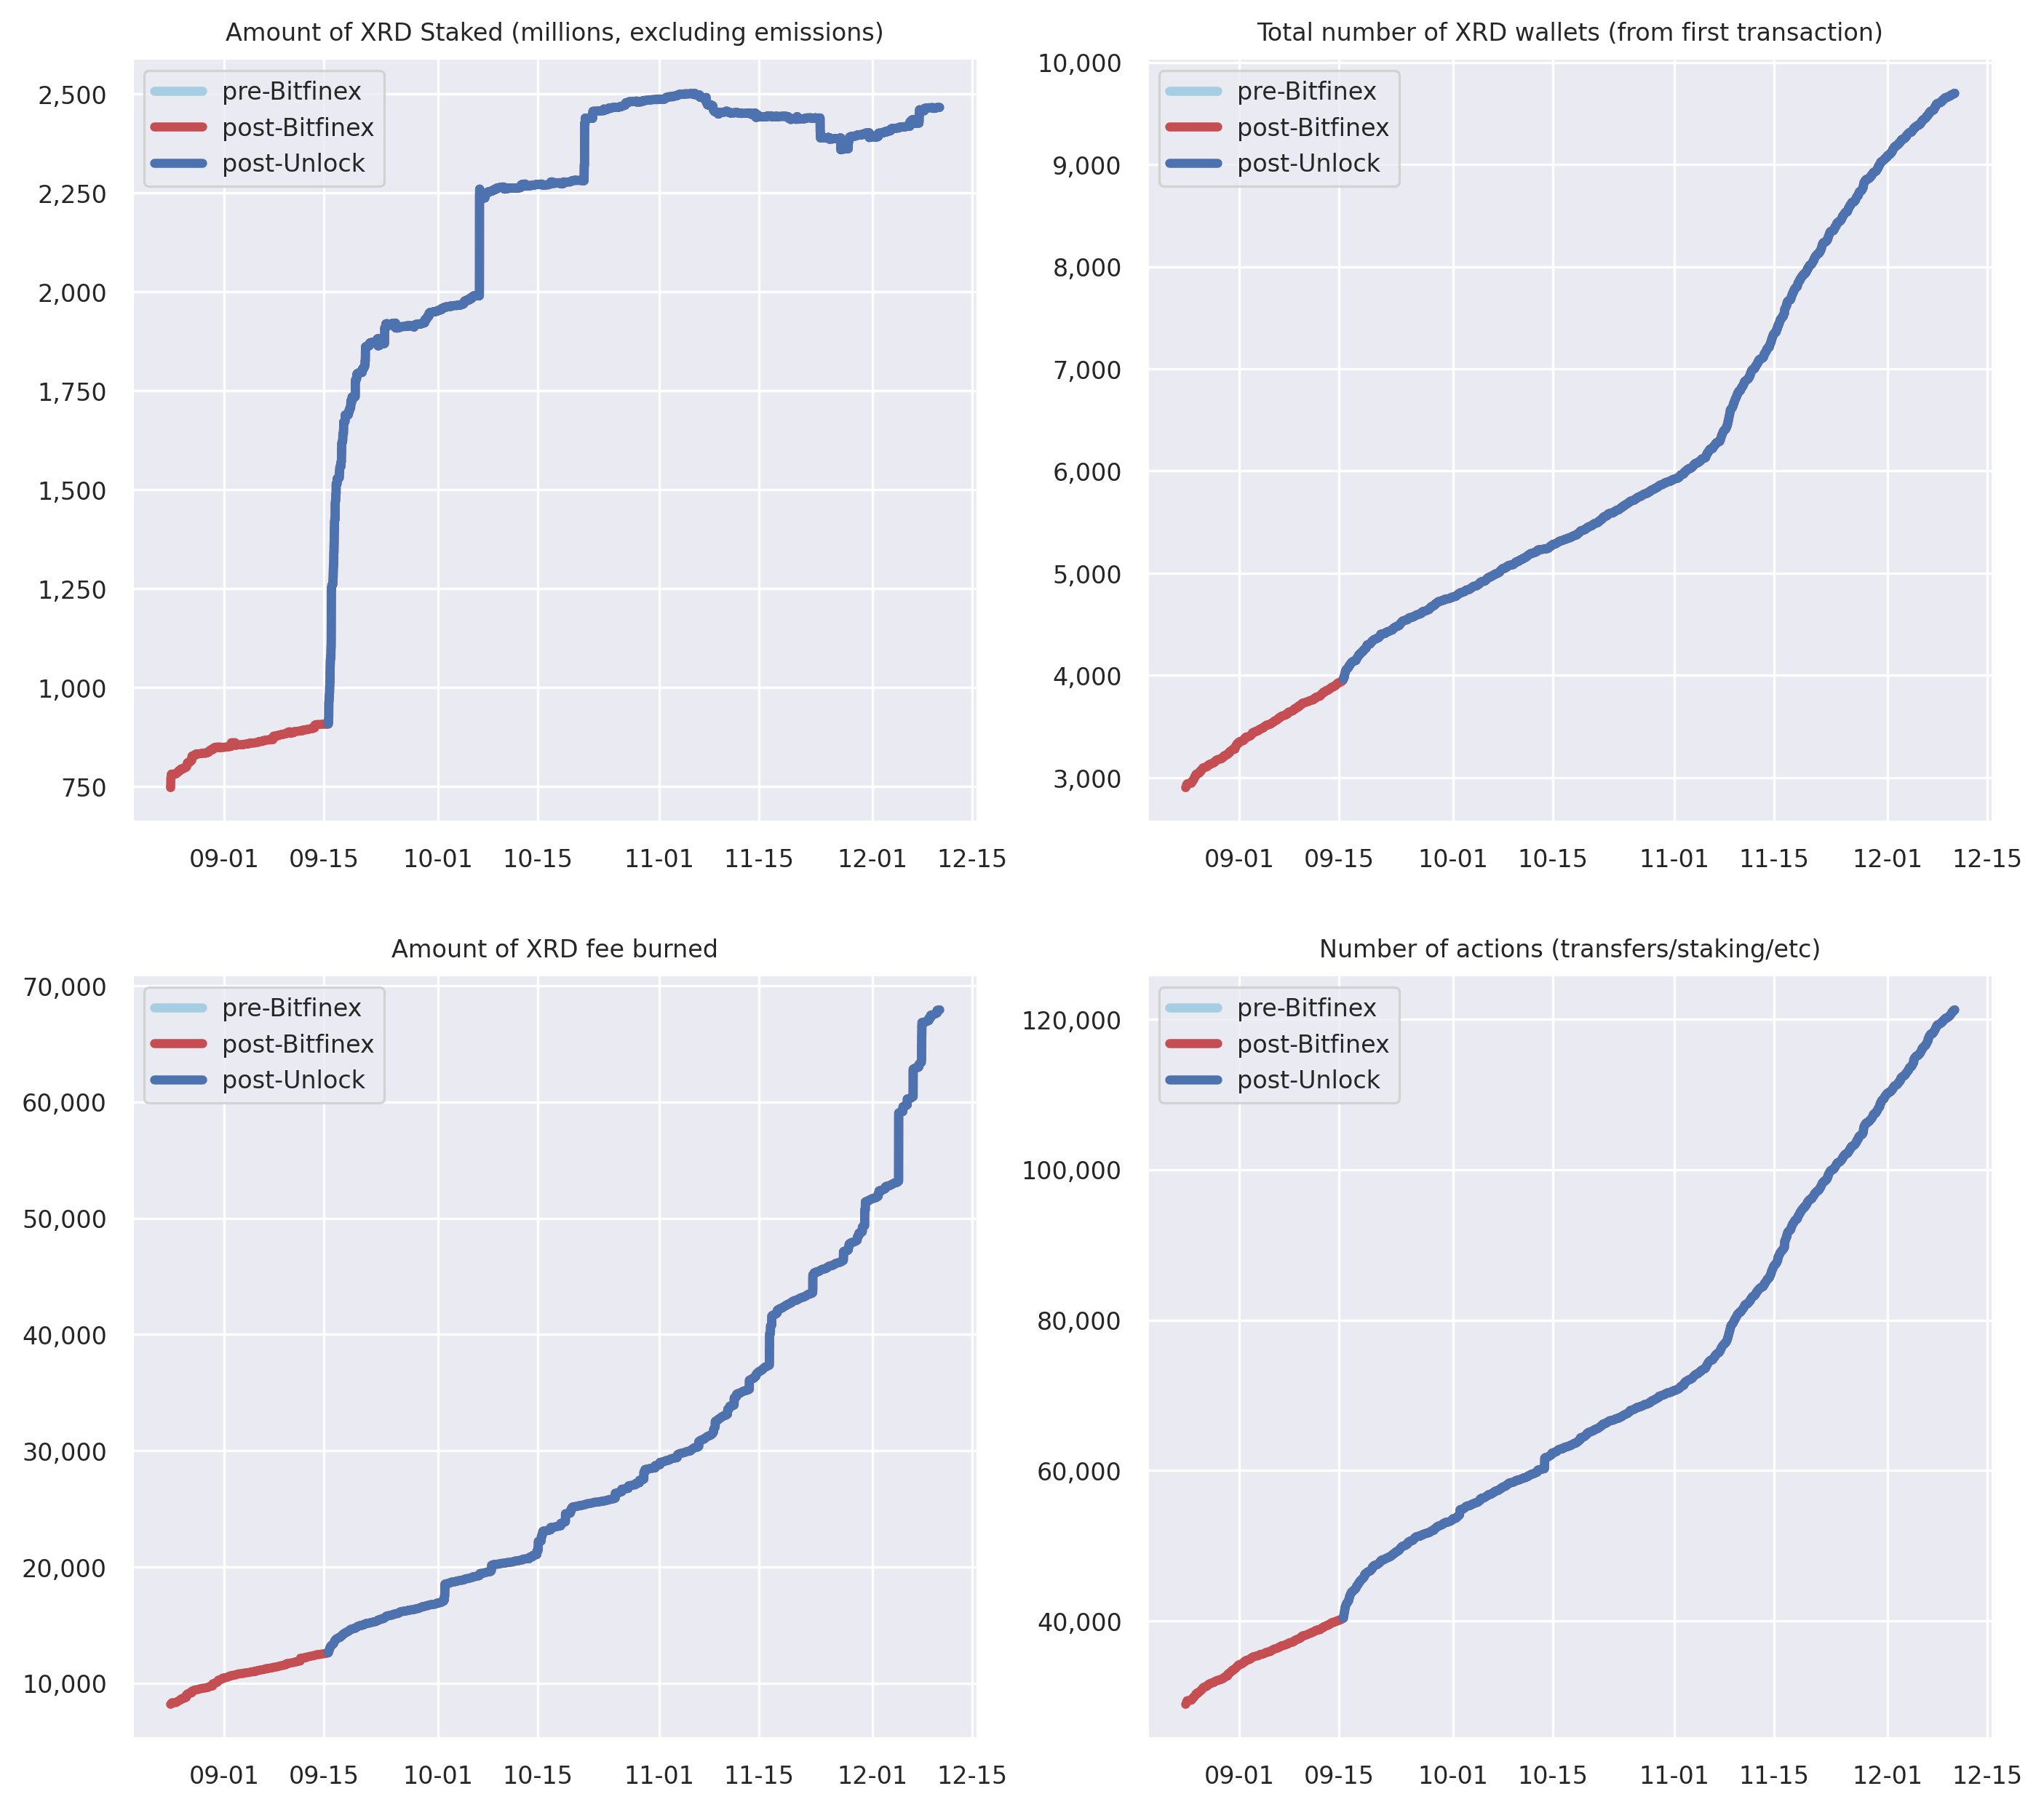 Amount of XRD Staked (millions, excluding emissions)
pre-Bitfinex
post-Bitfinex
post-Unlock
2,500
2,250
2,000
1,750
1,500
1,250
1,000
750
09-01 09-15 10-01 10-15 11-01 11-15 12-01 12-15
Total number of XRD wallets (from first transaction)
pre-Bitfinex
post-Bitfinex
post-Unlock
10,000
9,000
8,000
7,000
6,000
5,000
4,000
3,000
09-01 09-15 10-01 10-15 11-01 11-15 12-01 12-15
Amount of XRD fee burned
pre-Bitfinex
post-Bitfinex
post-Unlock
70,000
60,000
50,000
40,000
30,000
20,000
10,000
09-01 09-15 10-01 10-15 11-01 11-15 12-01 12-15
Number of actions (transfers/staking/etc)
pre-Bitfinex
post-Bitfinex
post-Unlock
120,000
100,000
80,000
60,000
40,000
09-01 09-15 10-01 10-15 11-01 11-15 12-01 12-15